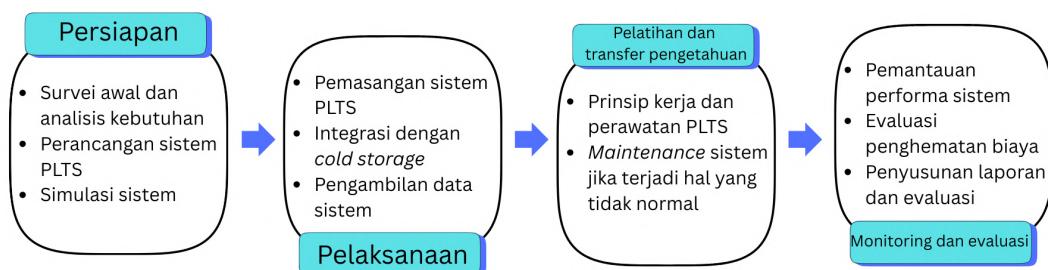 Persiapan
• Survei awal dan
analisis kebutuhan
• Perancangan sistem
PLTS
• Simulasi sistem
• Pemasangan sistem
PLTS
• Integrasi dengan
cold storage
• Pengambilan data
sistem
Pelaksanaan
Pelatihan dan
transfer pengetahuan
• Prinsip kerja dan
perawatan PLTS
• Maintenance sistem
jika terjadi hal yang
tidak normal
• Pemantauan
performa sistem
• Evaluasi
penghematan biaya
• Penyusunan laporan
dan evaluasi
Monitoring dan evaluasi